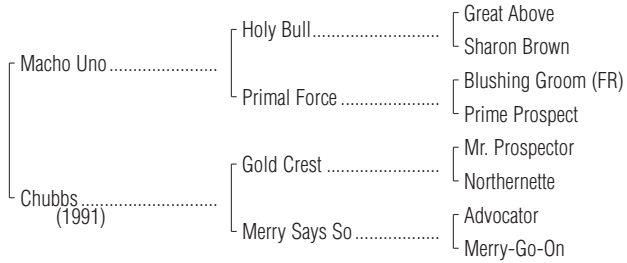 Great Above
Holy Bull....................
Sharon Brown
Macho Uno.....................
Blushing Groom (FR)
Primal Force ..................
Prime Prospect
Mr. Prospector
Gold Crest .....................
Northernette
Chubbs..........................
(1991)
Advocator
Merry Says So................
Merry-Go-On